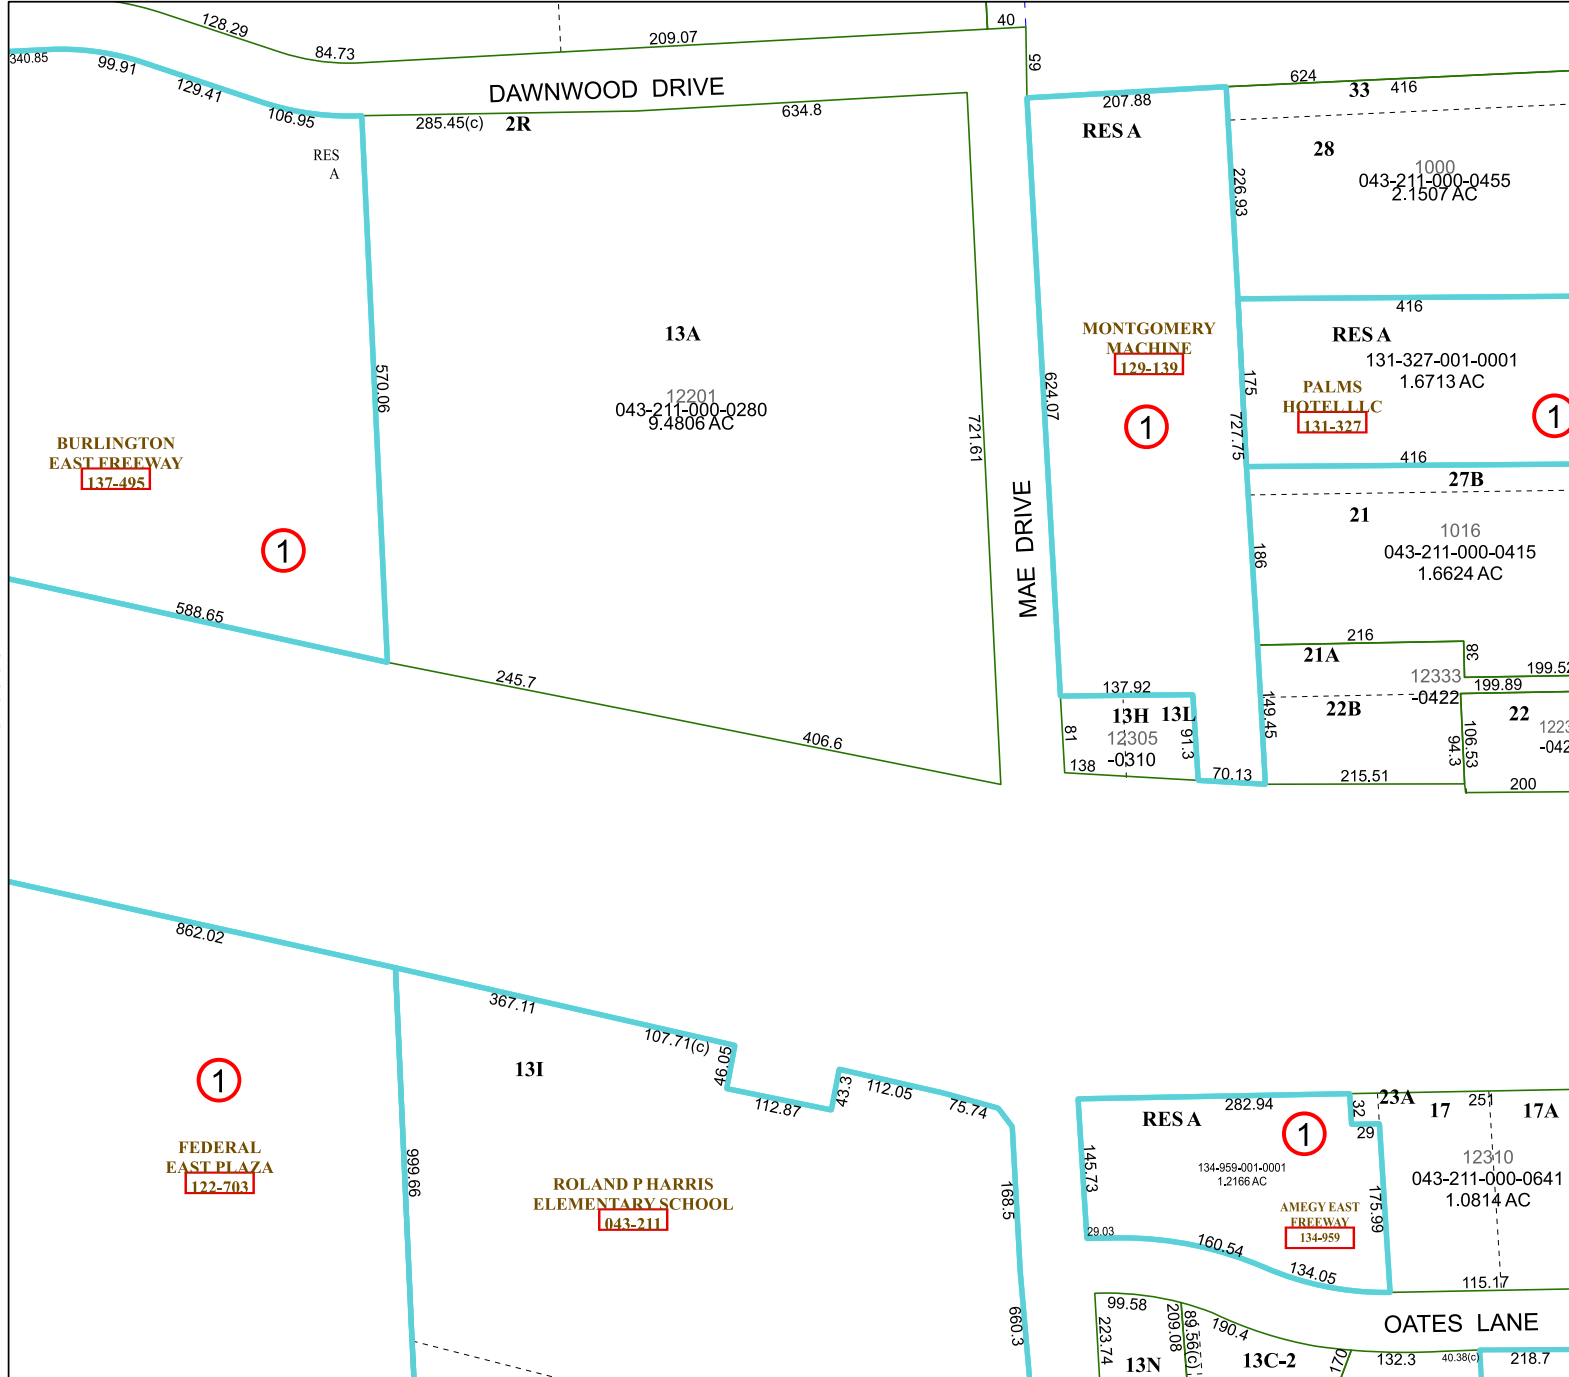 128.29
84.73
209.07
40
65
340.85
99.91
129.41
106.95
DAWNWOOD DRIVE
285.45(c)
2R
634.8
207.88
624
33
416
RES A
RES
A
28
226.93
1000
043-211-000-0455
2.1507 AC
416
13A
12201
043-211-000-0280
9.4806 AC
570.06
721.61
624.07
MONTGOMERY
MACHINE
129-139
1
175
727.75
RES A
131-327-001-0001
1.6713 AC
PALMS
HOTEL LLC
131-327
1
416
27B
BURLINGTON
EAST FREEWAY
137-495
1
MAE DRIVE
21
1016
043-211-000-0415
1.6624 AC
186
588.65
245.7
406.6
216
38
21A
199.52
12333
-0422
199.89
137.92
13H
13L
12305
-0310
81
91.3
138
70.13
149.45
22B
94.3
106.53
22
1223
-042
215.51
200
862.02
367.11
107.71(c)
46.05
112.87
43.3
112.05
75.74
13I
1
FEDERAL
EAST PLAZA
122-703
999.66
ROLAND P HARRIS
ELEMENTARY SCHOOL
043-211
168.5
660.3
RES A
282.94
1
32
29
23A
17
251
17A
145.73
134-959-001-0001
1.2166 AC
12310
043-211-000-0641
1.0814 AC
AMEGY EAST
FREEWAY
134-959
175.99
29.03
160.54
134.05
115.17
OATES LANE
99.58
223.74
209.08
89.56(c)
190.4
13N
13C-2
170
132.3
40.38(c)
218.7